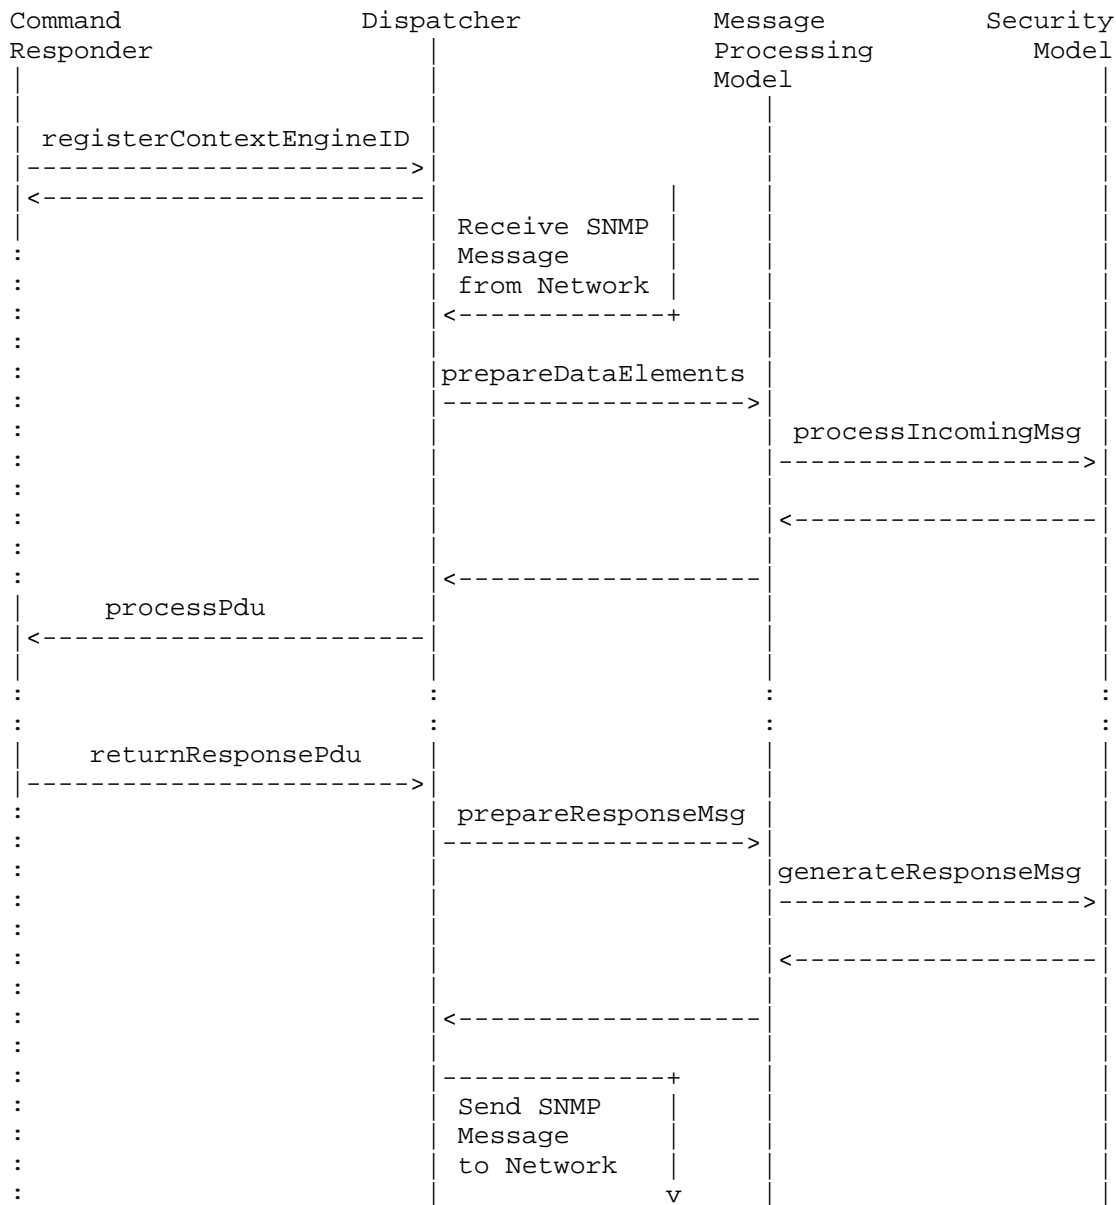 Command Dispatcher Message Security
Responder Processing Model
Model
registerContextEngineID
Receive SNMP
Message
from Network
prepareDataElements
processIncomingMsg
processPdu
returnResponsePdu
prepareResponseMsg
generateResponseMsg
Send SNMP
Message
to Network
v